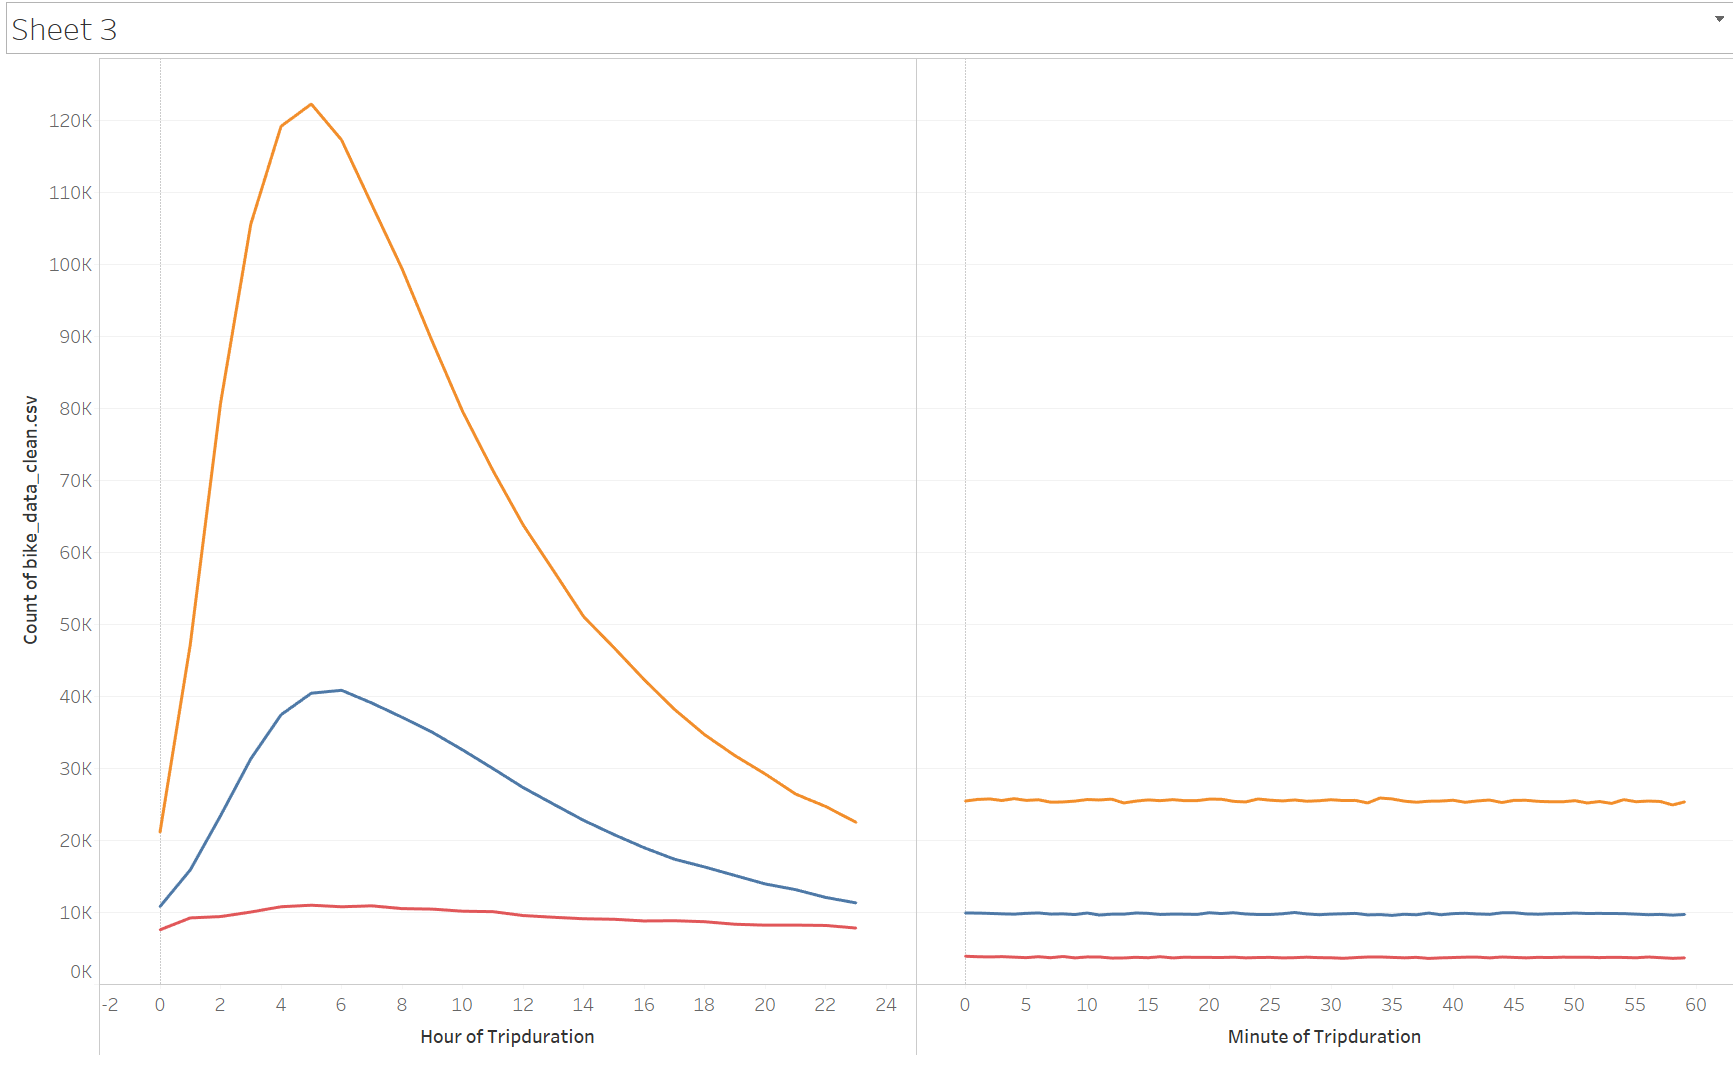 Sheet 3
Count of bike_data_clean.csv
120K
110K
100K
90K
80K
70K
60K
50K
40K
30K
20K
10K
0K
-2 0 2 4 6 8 10 12 14 16 18 20 22 24
Hour of Tripduration
0 5 10 15 20 25 30 35 40 45 50 55 60
Minute of Tripduration